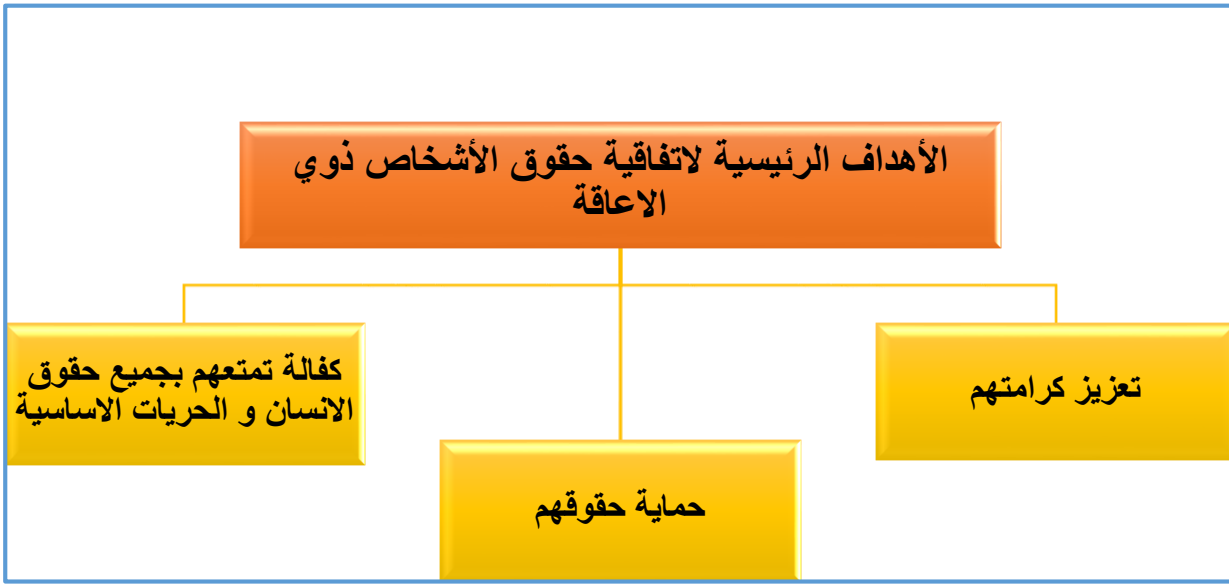 الأهداف الرئيسية لاتفاقية حقوق الأشخاص ذوي
الاعاقة
تعزيز كرامتهم
حماية حقوقهم
كفالة تمتعهم بجميع حقوق
الانسان و الحريات الاساسية